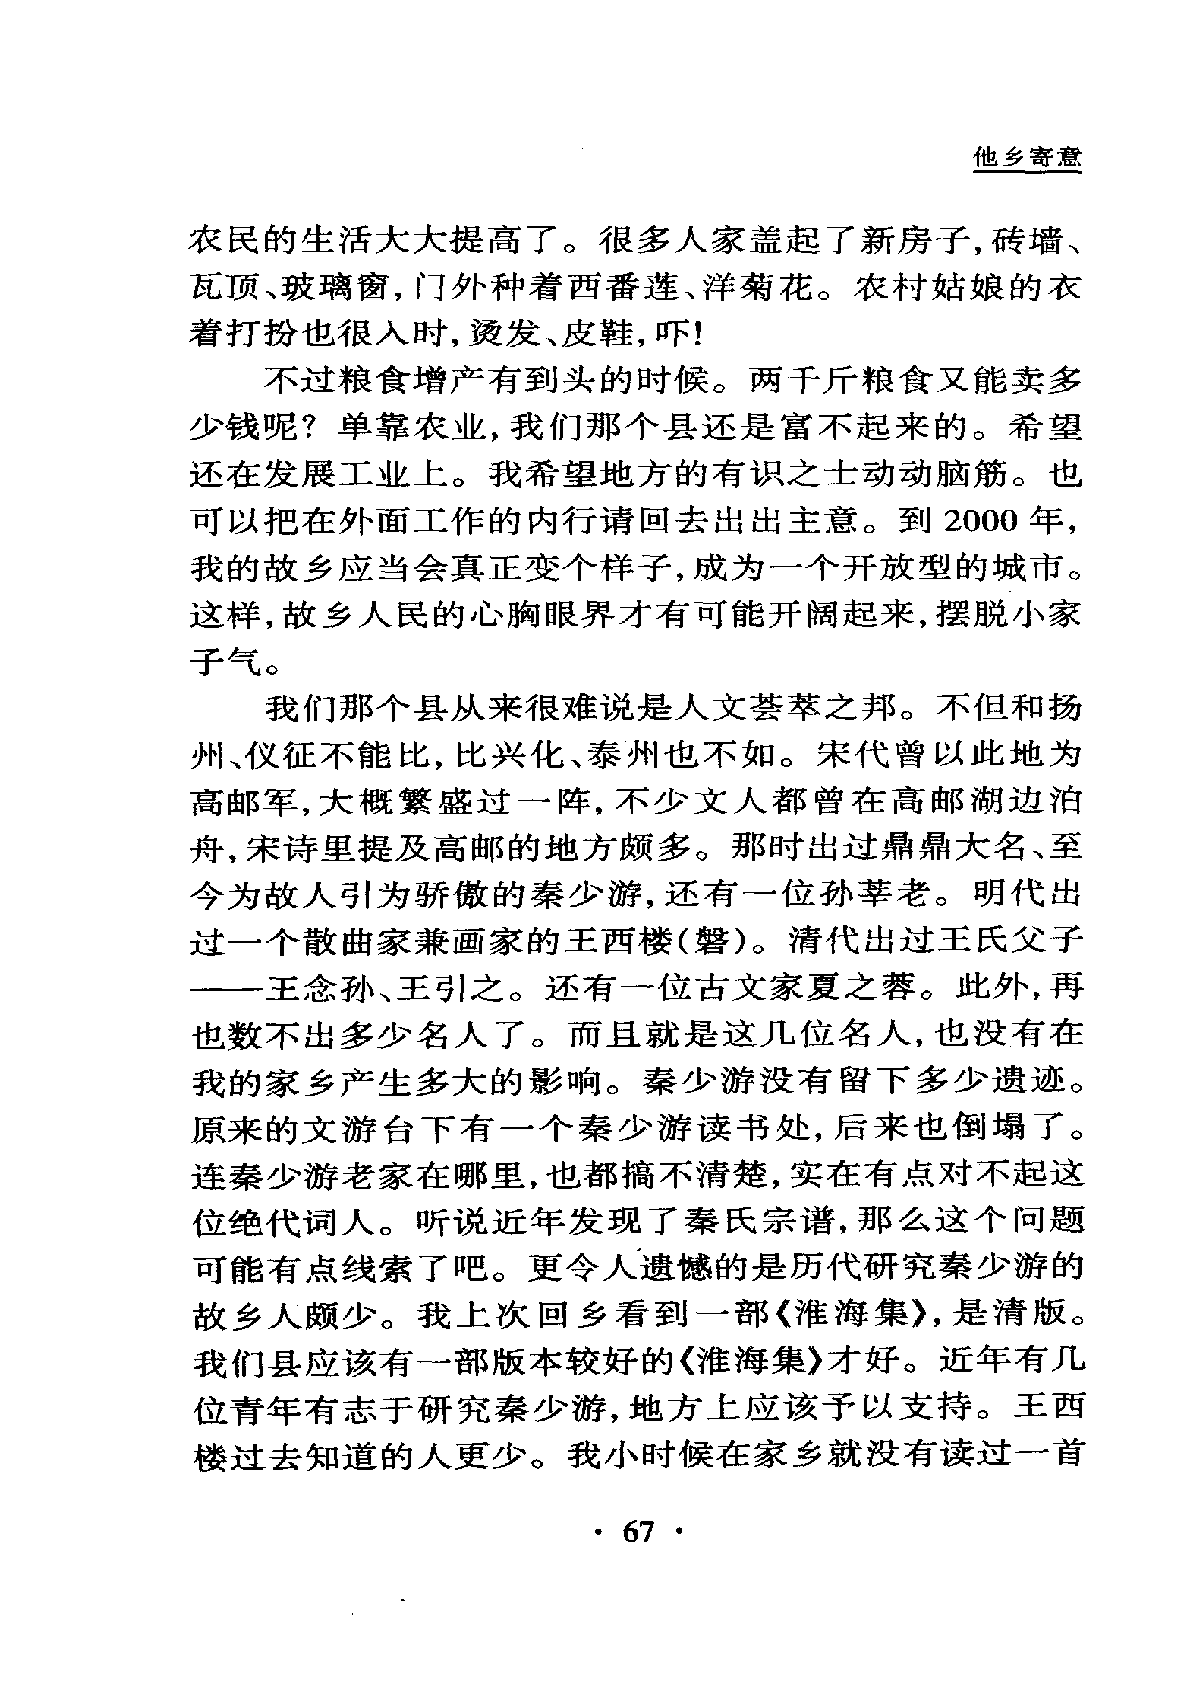 他乡寄意
农民的生活大大提高了。很多人家盖起了新房子,砖墙、
瓦顶、玻璃窗,门外种着西番莲、洋菊花。农村姑娘的衣
着打扮也很入时,烫发、皮鞋,吓!
不过粮食增产有到头的时候。两千斤粮食又能卖多
少钱呢?单靠农业,我们那个县还是富不起来的。希望
还在发展工业上。我希望地方的有识之士动动脑筋。也
可以把在外面工作的内行请回去出出主意。到 2000 年,
我的故乡应当会真正变个样子,成为一个开放型的城市。
这样,故乡人民的心胸眼界才有可能开阔起来,摆脱小家
子气。
我们那个县从来很难说是人文荟萃之邦。不但和扬
州、仪征不能比,比兴化、泰州也不如。宋代曾以此地为
高邮军,大概繁盛过一阵,不少文人都曾在高邮湖边泊
舟,宋诗里提及高邮的地方颇多。那时出过鼎鼎大名、至
今为故人引为骄傲的秦少游,还有一位孙莘老。明代出
过一个散曲家兼画家的王西楼(磐)。清代出过王氏父子
——王念孙、王引之。还有一位古文家夏之蓉。此外,再
也数不出多少名人了。而且就是这几位名人,也没有在
我的家乡产生多大的影响。秦少游没有留下多少遗迹。
原来的文游台下有一个秦少游读书处,后来也倒塌了。
连秦少游老家在哪里,也都搞不清楚,实在有点对不起这
位绝代词人。听说近年发现了秦氏宗谱,那么这个问题
可能有点线索了吧。更令人遗憾的是历代研究秦少游的
故乡人颇少。我上次回乡看到一部《淮海集》,是清版。
我们县应该有一部版本较好的《淮海集》才好。近年有几
位青年有志于研究秦少游,地方上应该予以支持。王西
楼过去知道的人更少。我小时候在家乡就没有读过一首
· 67 ·